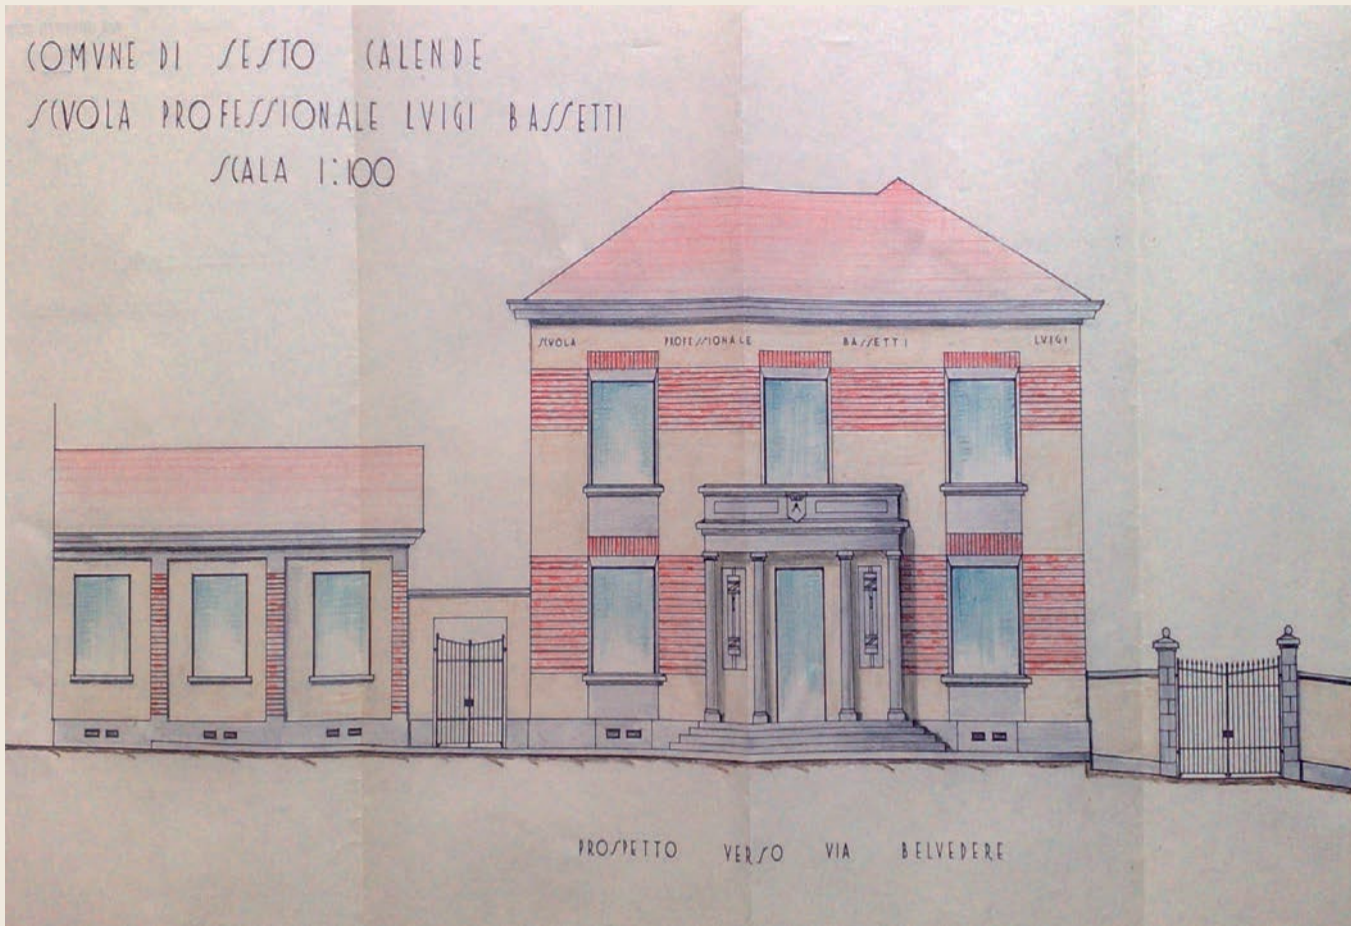 COMVNE DI SESTO CALENDE
SCVOLA PROFESSIONALE LVIGI BASSETTI
SCALA 1:100
SCVOLA PROFESSIONALE BASSETTI LVIGI
PROSPETTO VERSO VIA BELVEDERE